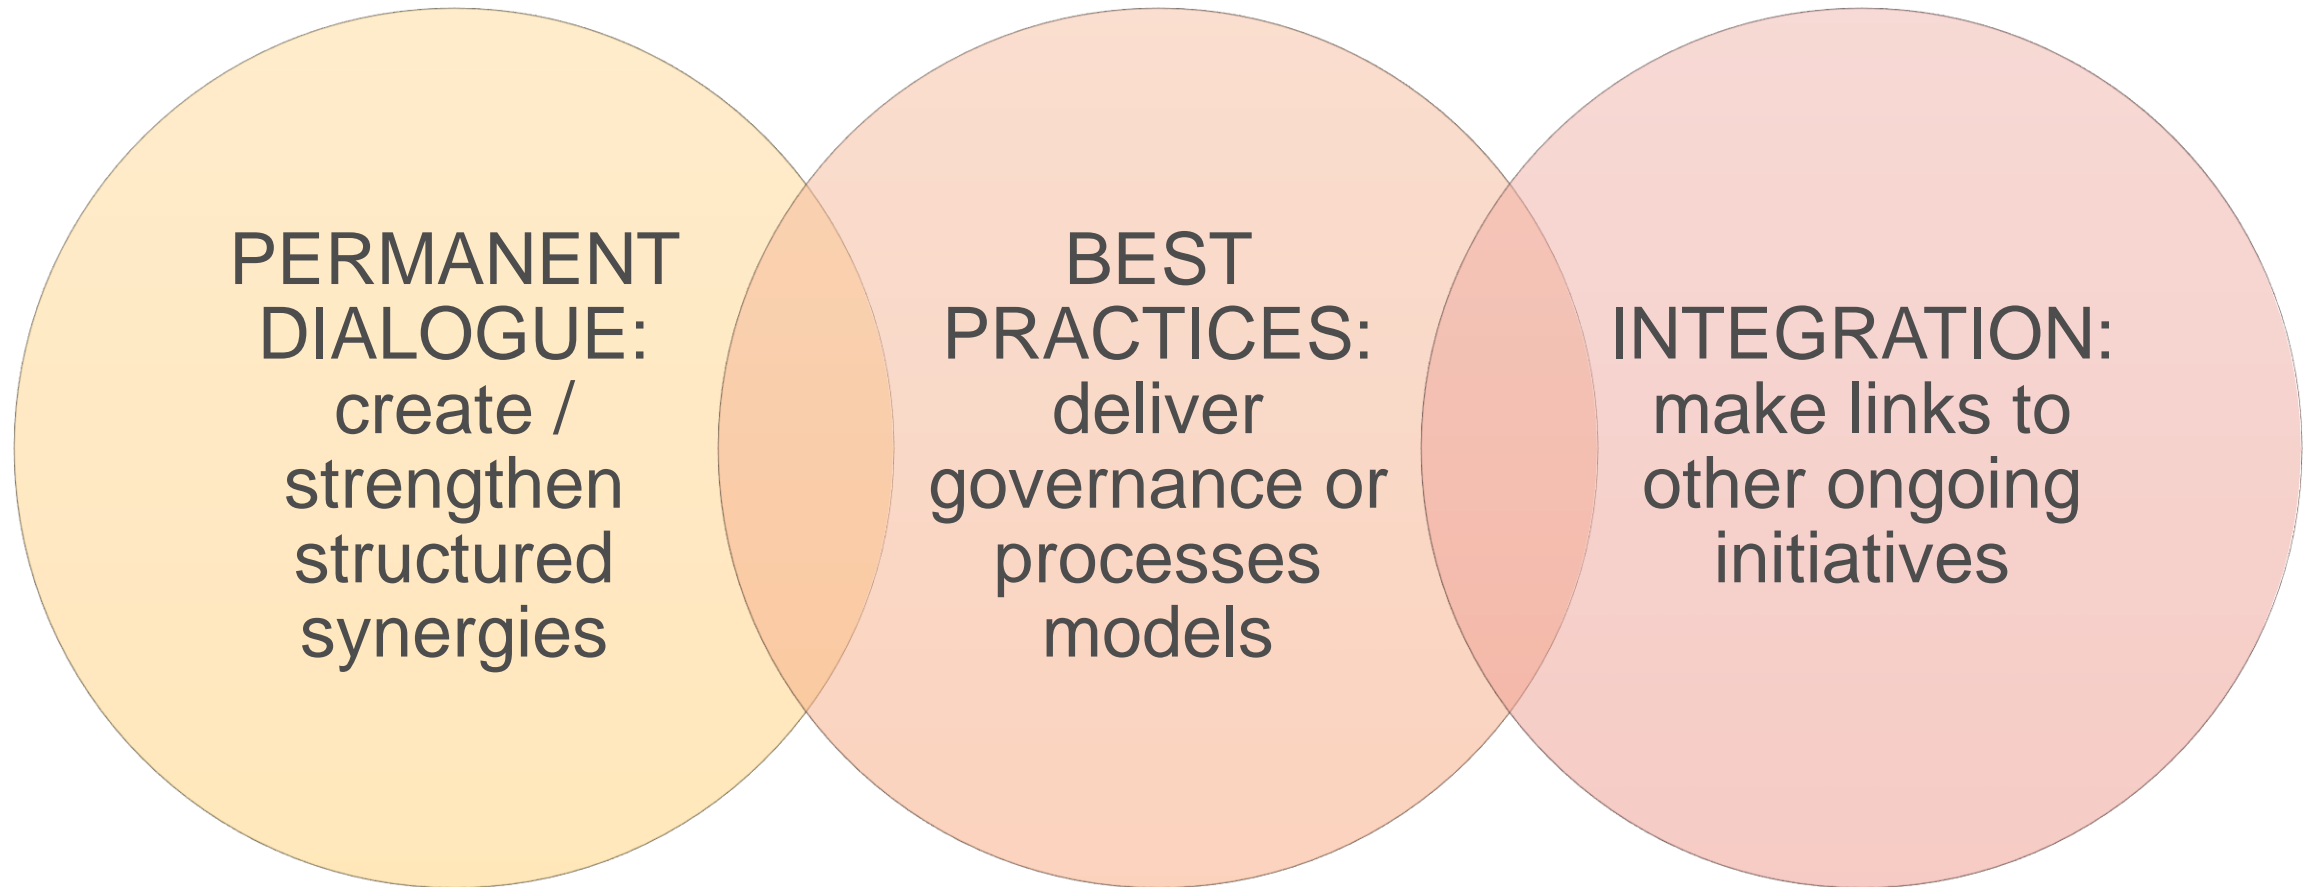 PERMANENT
DIALOGUE:
create /
strengthen
structured
synergies
BEST
PRACTICES:
deliver
governance or
processes
models
INTEGRATION:
make links to
other ongoing
initiatives